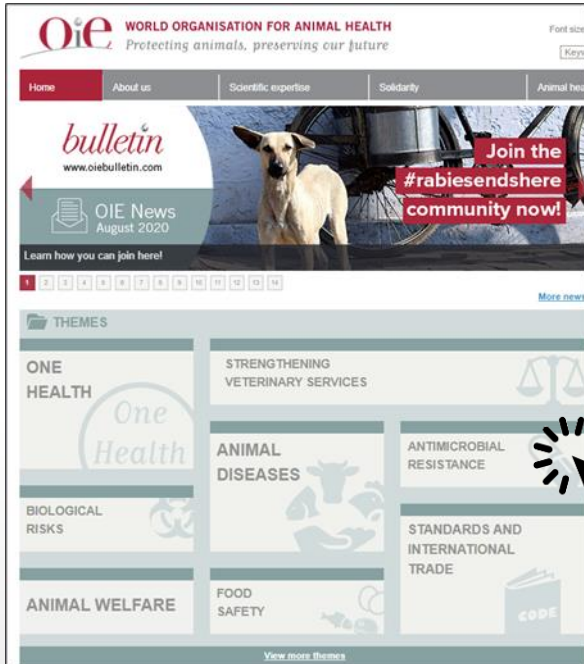 OiE WORLD ORGANISATION FOR ANIMAL HEALTH
Protecting animals, preserving our future
Font size
Keyw
Home About us Scientific expertise Solidarity Animal hea
bulletin
www.oiebulletin.com
OIE News
August 2020
Join the
#rabiesendshere
community now!
Learn how you can join here!
1 2 3 4 5 6 7 8 9 10 11 12 13 14
More news
THEMES
ONE
HEALTH
One
Health
STRENGTHENING
VETERINARY SERVICES
ANIMAL
DISEASES
ANTIMICROBIAL
RESISTANCE
BIOLOGICAL
RISKS
STANDARDS AND
INTERNATIONAL
TRADE
CODE
ANIMAL WELFARE
FOOD
SAFETY
View more themes